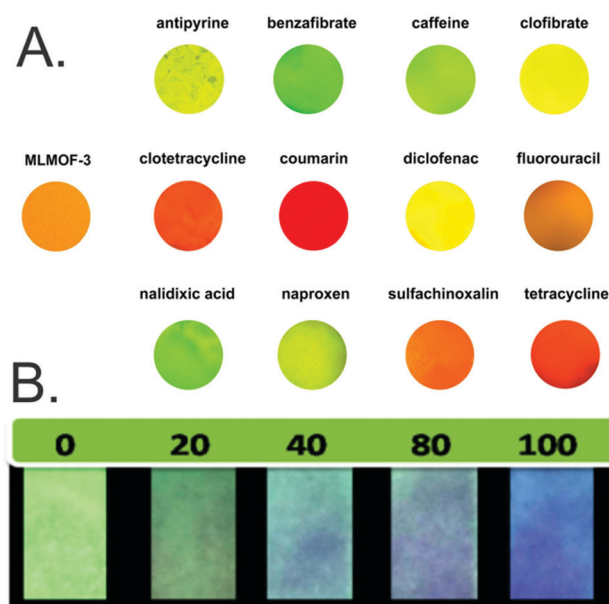 A.
antipyrine benzafibrate caffeine clofibrate
MLMOF-3 clotetracycline coumarin diclofenac fluorouracil
nalidixic acid naproxen sulfachinoxalin tetracycline
B.
0 20 40 80 100